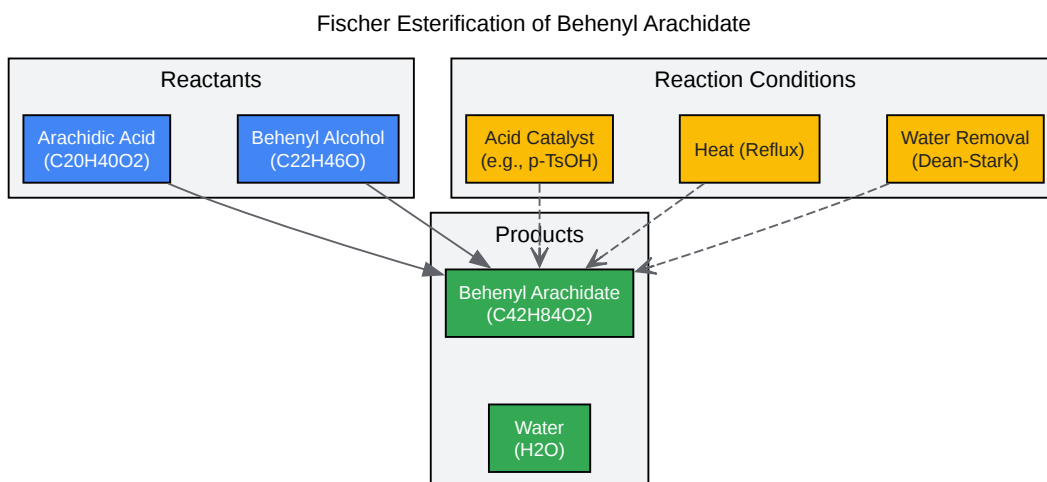 Fischer Esterification of Behenyl Arachidate
Reactants
Arachidic Acid
(C20H40O2)
Behenyl Alcohol
(C22H46O)
Reaction Conditions
Acid Catalyst
(e.g., p-TsOH)
Heat (Reflux)
Water Removal
(Dean-Stark)
Products
Behenyl Arachidate
(C42H84O2)
Water
(H2O)